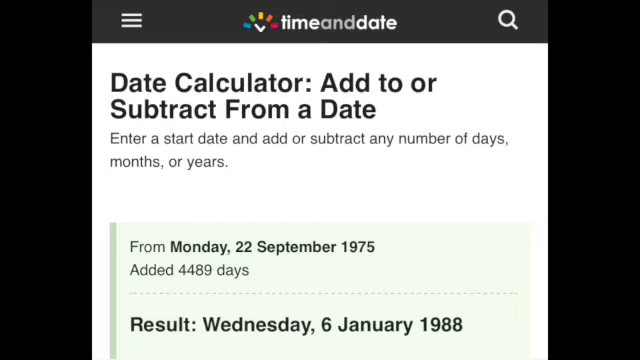 timeanddate
Date Calculator: Add to or
Subtract From a Date
Enter a start date and add or subtract any number of days,
months, or years.
From Monday, 22 September 1975
Added 4489 days
Result: Wednesday, 6 January 1988